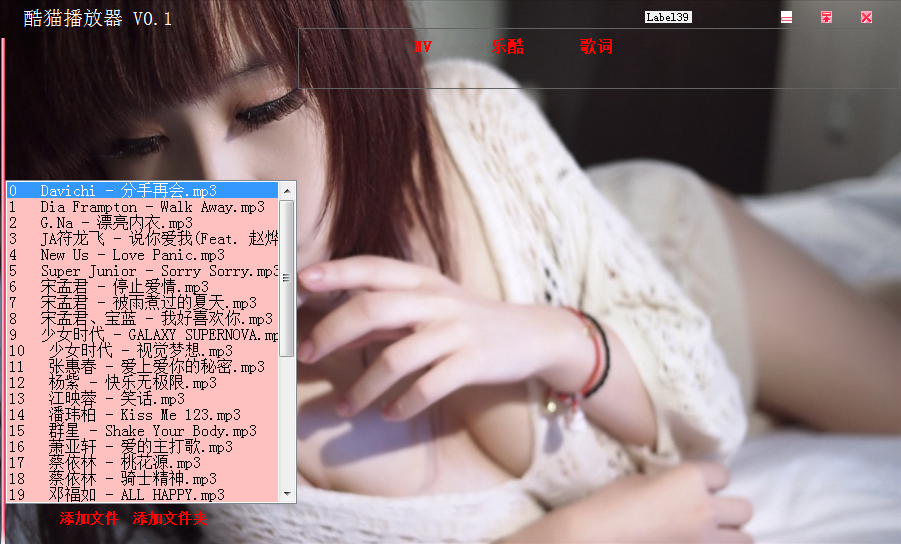 酷猫播放器 V0.1
Label39
MV 乐酷 歌词
0 Davichi - 分手再会.mp3
1 Dia Frampton - Walk Away.mp3
2 G.Na - 漂亮内衣.mp3
3 JA符龙飞 - 说你爱我(Feat. 赵烨
4 New Us - Love Panic.mp3
5 Super Junior - Sorry Sorry.mp3
6 宋孟君 - 停止爱情.mp3
7 宋孟君 - 被雨煮过的夏天.mp3
8 宋孟君、宝蓝 - 我好喜欢你.mp3
9 少女时代 - GALAXY SUPERNOVA.mp
10 少女时代 - 视觉梦想.mp3
11 张惠春 - 爱上爱你的秘密.mp3
12 杨紫 - 快乐无极限.mp3
13 江映蓉 - 笑话.mp3
14 潘玮柏 - Kiss Me 123.mp3
15 群星 - Shake Your Body.mp3
16 萧亚轩 - 爱的主打歌.mp3
17 蔡依林 - 桃花源.mp3
18 蔡依林 - 骑士精神.mp3
19 邓福如 - ALL HAPPY.mp3
添加文件 添加文件夹